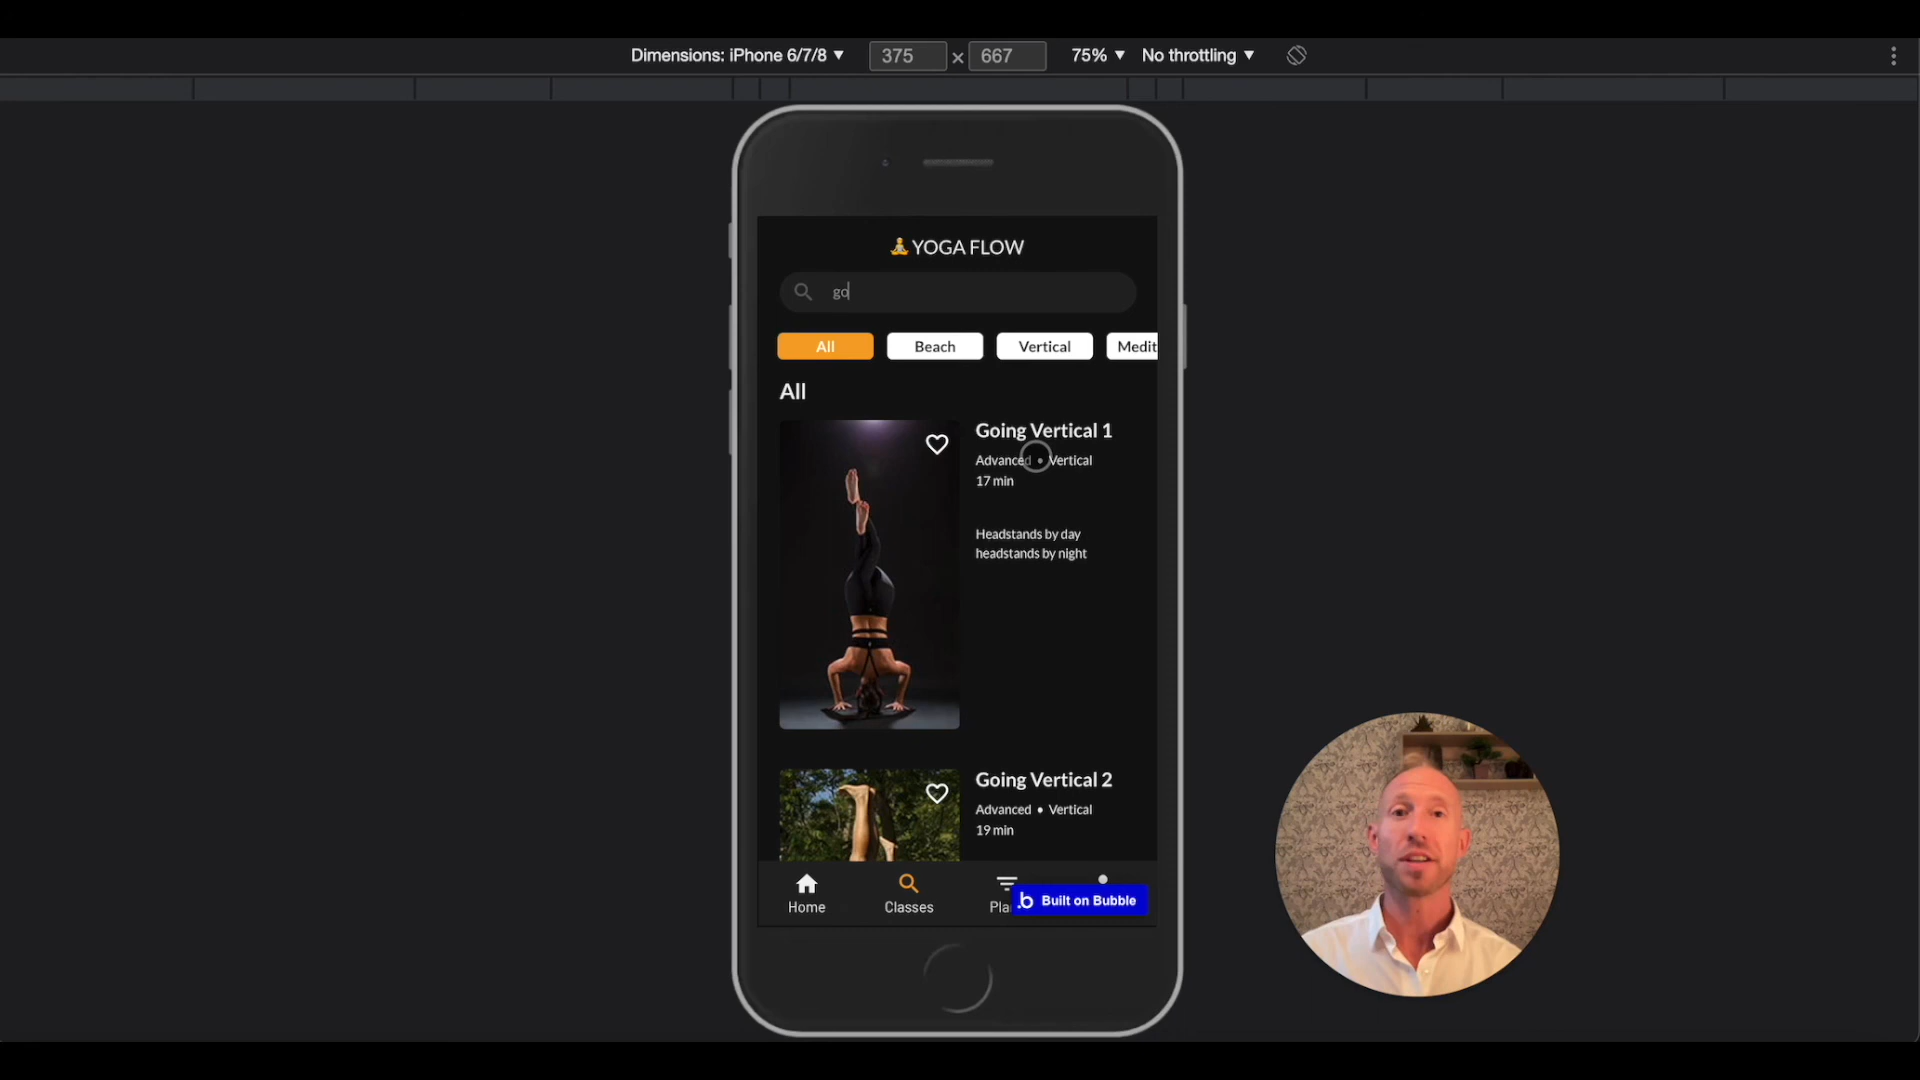 Dimensions: iPhone 6/7/8 ▼ 375 × 667 75% ▼ No throttling ▼
YOGA FLOW
go
All Beach Vertical Medit
All
Going Vertical 1
Advanced • Vertical
17 min
Headstands by day
headstands by night
Going Vertical 2
Advanced • Vertical
19 min
Home Classes Pla
Built on Bubble